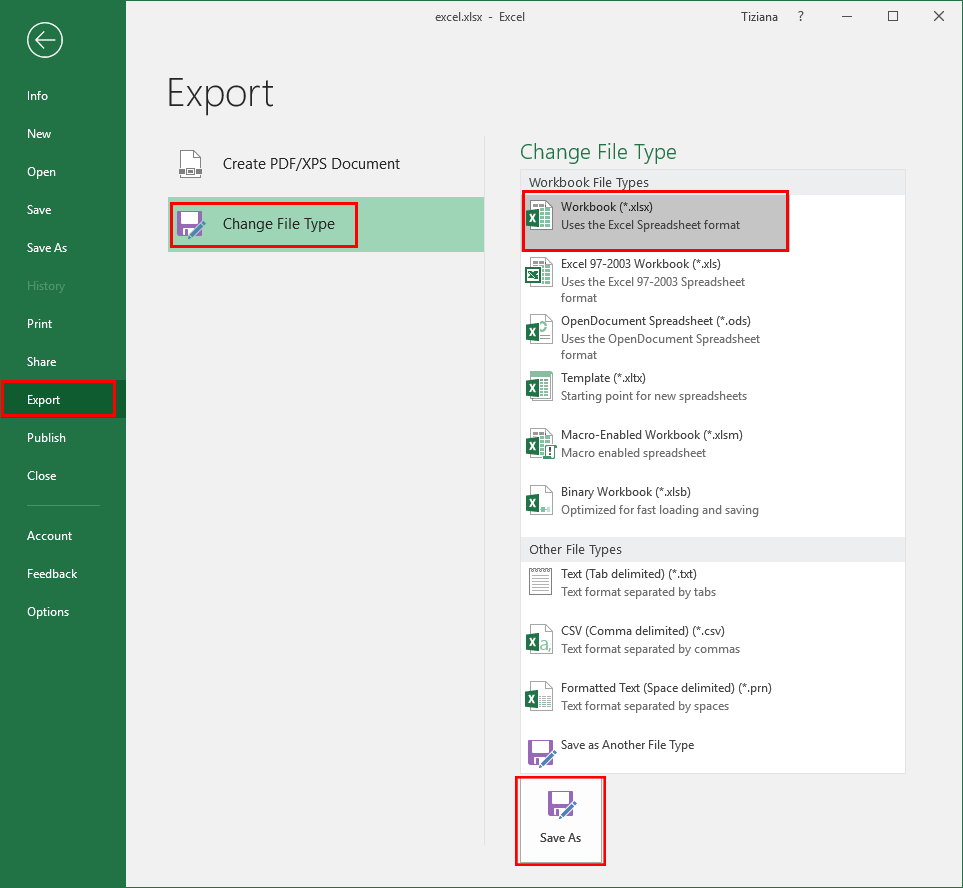 excel.xlsx - Excel
Tiziana
?
Info
New
Open
Save
Save As
History
Print
Share
Export
Publish
Close
Account
Feedback
Options
Export
Create PDF/XPS Document
Change File Type
Change File Type
Workbook File Types
Workbook (*.xlsx)
Uses the Excel Spreadsheet format
Excel 97-2003 Workbook (*.xls)
Uses the Excel 97-2003 Spreadsheet
format
OpenDocument Spreadsheet (*.ods)
Uses the OpenDocument Spreadsheet
format
Template (*.xltx)
Starting point for new spreadsheets
Macro-Enabled Workbook (*.xlsm)
Macro enabled spreadsheet
Binary Workbook (*.xlsb)
Optimized for fast loading and saving
Other File Types
Text (Tab delimited) (*.txt)
Text format separated by tabs
CSV (Comma delimited) (*.csv)
Text format separated by commas
Formatted Text (Space delimited) (*.prn)
Text format separated by spaces
Save as Another File Type
Save As